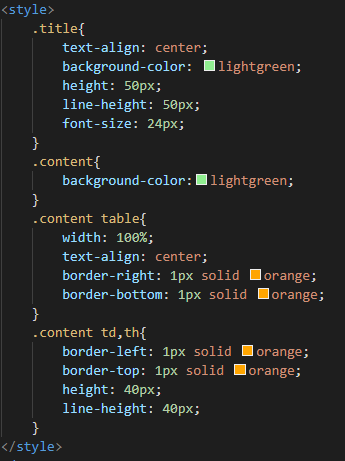 <style>
.title{
text-align: center;
background-color: lightgreen;
height: 50px;
line-height: 50px;
font-size: 24px;
}
.content{
background-color:lightgreen;
}
.content table{
width: 100%;
text-align: center;
border-right: 1px solid orange;
border-bottom: 1px solid orange;
}
.content td,th{
border-left: 1px solid orange;
border-top: 1px solid orange;
height: 40px;
line-height: 40px;
}
</style>